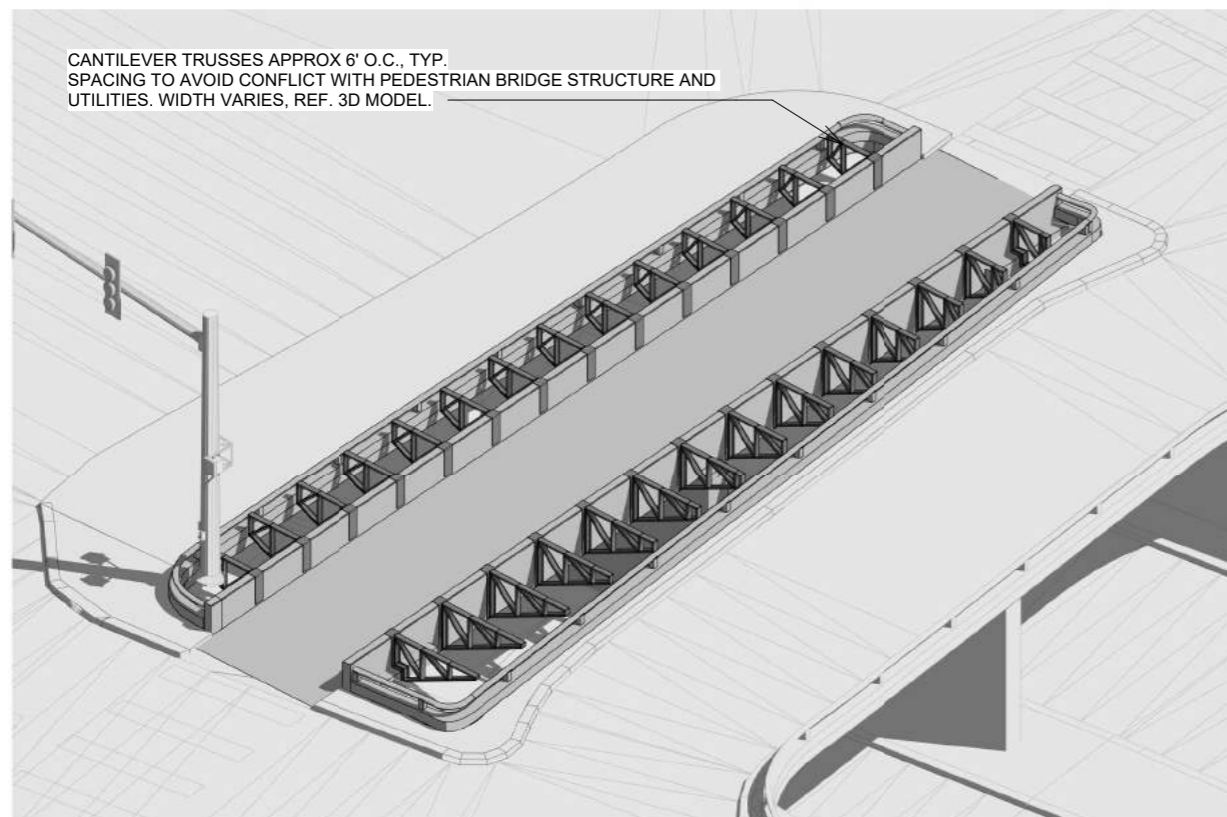 CANTILEVER TRUSSES APPROX 6' O.C., TYP.
SPACING TO AVOID CONFLICT WITH PEDESTRIAN BRIDGE STRUCTURE AND
UTILITIES. WIDTH VARIES, REF. 3D MODEL.